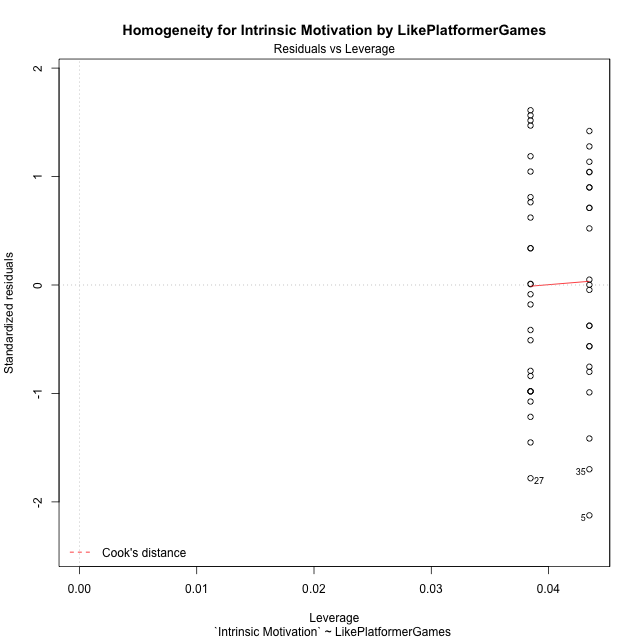 Homogeneity for Intrinsic Motivation by LikePlatformerGames
Residuals vs Leverage
2
1
0
-1
-2
Standardized residuals
27
35
5
Cook's distance
0.00 0.01 0.02 0.03 0.04
Leverage
`Intrinsic Motivation` ~ LikePlatformerGames